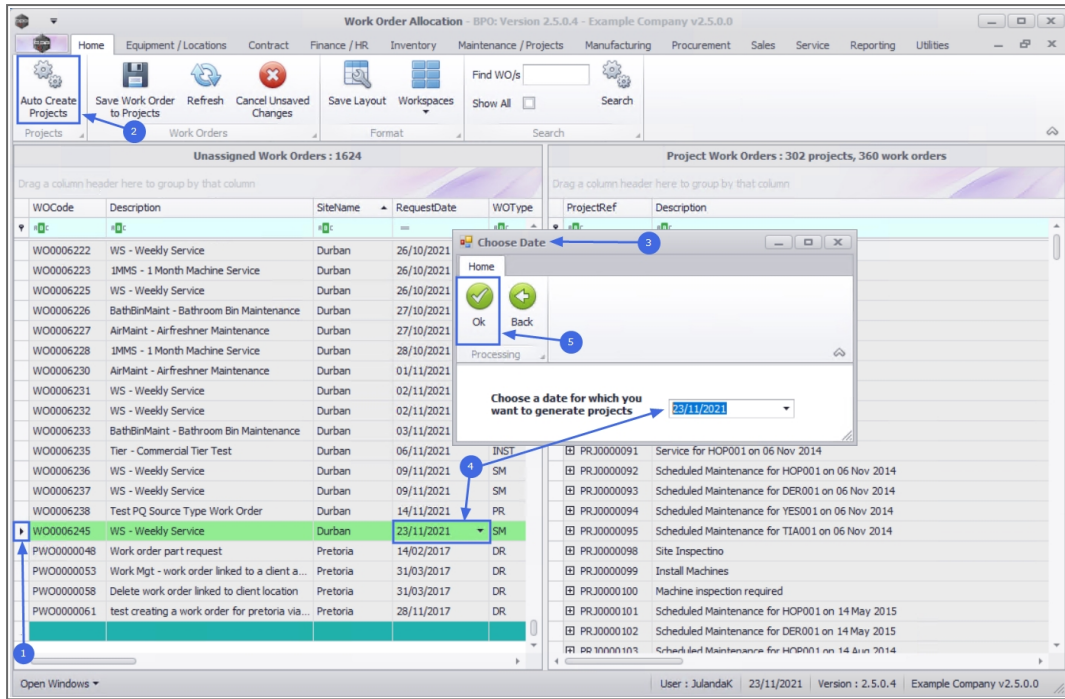 Work Order Allocation - BPO: Version 2.5.0.4 - Example Company v2.5.0.0
Home Equipment / Locations Contract Finance / HR Inventory Maintenance / Projects Manufacturing Procurement Sales Service Reporting Utilities
Auto Create Projects
Save Work Order to Projects
Refresh
Cancel Unsaved Changes
Save Layout
Workspaces
Find WO/s
Show All
Search
2
Projects Work Orders Format Search
Unassigned Work Orders : 1624
Project Work Orders : 302 projects, 360 work orders
Drag a column header here to group by that column
Drag a column header here to group by that column
WOCode Description SiteName RequestDate WOType
ProjectRef Description
WO0006222 WS - Weekly Service Durban 26/10/2021
WO0006223 1MMS - 1 Month Machine Service Durban 26/10/2021
WO0006225 WS - Weekly Service Durban 26/10/2021
WO0006226 BathBinMaint - Bathroom Bin Maintenance Durban 27/10/2021
WO0006227 AirMaint - Airfreshner Maintenance Durban 27/10/2021
WO0006228 1MMS - 1 Month Machine Service Durban 28/10/2021
WO0006230 AirMaint - Airfreshner Maintenance Durban 01/11/2021
WO0006231 WS - Weekly Service Durban 02/11/2021
WO0006232 WS - Weekly Service Durban 02/11/2021
WO0006233 BathBinMaint - Bathroom Bin Maintenance Durban 03/11/2021
WO0006235 Tier - Commercial Tier Test Durban 06/11/2021 INST
WO0006236 WS - Weekly Service Durban 09/11/2021 SM
WO0006237 WS - Weekly Service Durban 09/11/2021 SM
WO0006238 Test PQ Source Type Work Order Durban 14/11/2021 PR
WO0006245 WS - Weekly Service Durban 23/11/2021 SM
PWO0000048 Work order part request Pretoria 14/02/2017 DR
PWO0000053 Work Mgt - work order linked to a client a... Pretoria 31/03/2017 DR
PWO0000058 Delete work order linked to client location Pretoria 31/03/2017 DR
PWO0000061 test creating a work order for pretoria via... Pretoria 28/11/2017 DR
1
4
Choose Date
3
Home
Ok Back
5
Processing
Choose a date for which you
want to generate projects
23/11/2021
PRJ0000091 Service for HOP001 on 06 Nov 2014
PRJ0000092 Scheduled Maintenance for HOP001 on 06 Nov 2014
PRJ0000093 Scheduled Maintenance for DER001 on 06 Nov 2014
PRJ0000094 Scheduled Maintenance for YES001 on 06 Nov 2014
PRJ0000095 Scheduled Maintenance for TIA001 on 06 Nov 2014
PRJ0000098 Site Inspectino
PRJ0000099 Install Machines
PRJ0000100 Machine inspection required
PRJ0000101 Scheduled Maintenance for HOP001 on 14 May 2015
PRJ0000102 Scheduled Maintenance for DER001 on 14 May 2015
PRJ0000103 Scheduled Maintenance for HOP001 on 14 Aug 2014
Open Windows
User : JulandaK 23/11/2021 Version : 2.5.0.4 Example Company v2.5.0.0